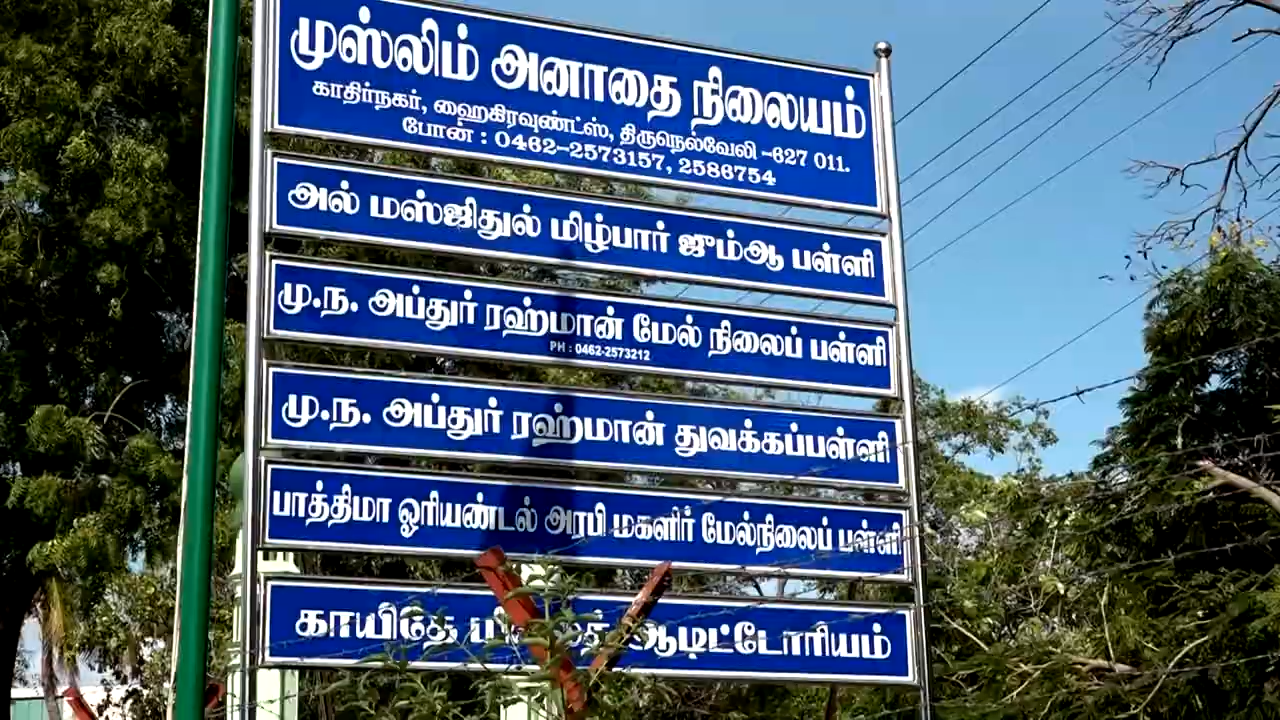 முஸ்லிம் அனாதை நிலையம்
காதிர்நகர், ஹைகிரவுண்ட்ஸ், திருநெல்வேலி -627 011.
போன் : 0462-2573157, 2586754
அல் மஸ்ஜிதுல் மிழ்பார் ஜும்ஆ பள்ளி
மு.ந. அப்துர் ரஹ்மான் மேல் நிலைப் பள்ளி
PH : 0462-2573212
மு.ந. அப்துர் ரஹ்மான் துவக்கப்பள்ளி
பாத்திமா ஓரியண்டல் அரபி மகளிர் மேல்நிலைப் பள்ளி
காயிதே ஆடிட்டோரியம்